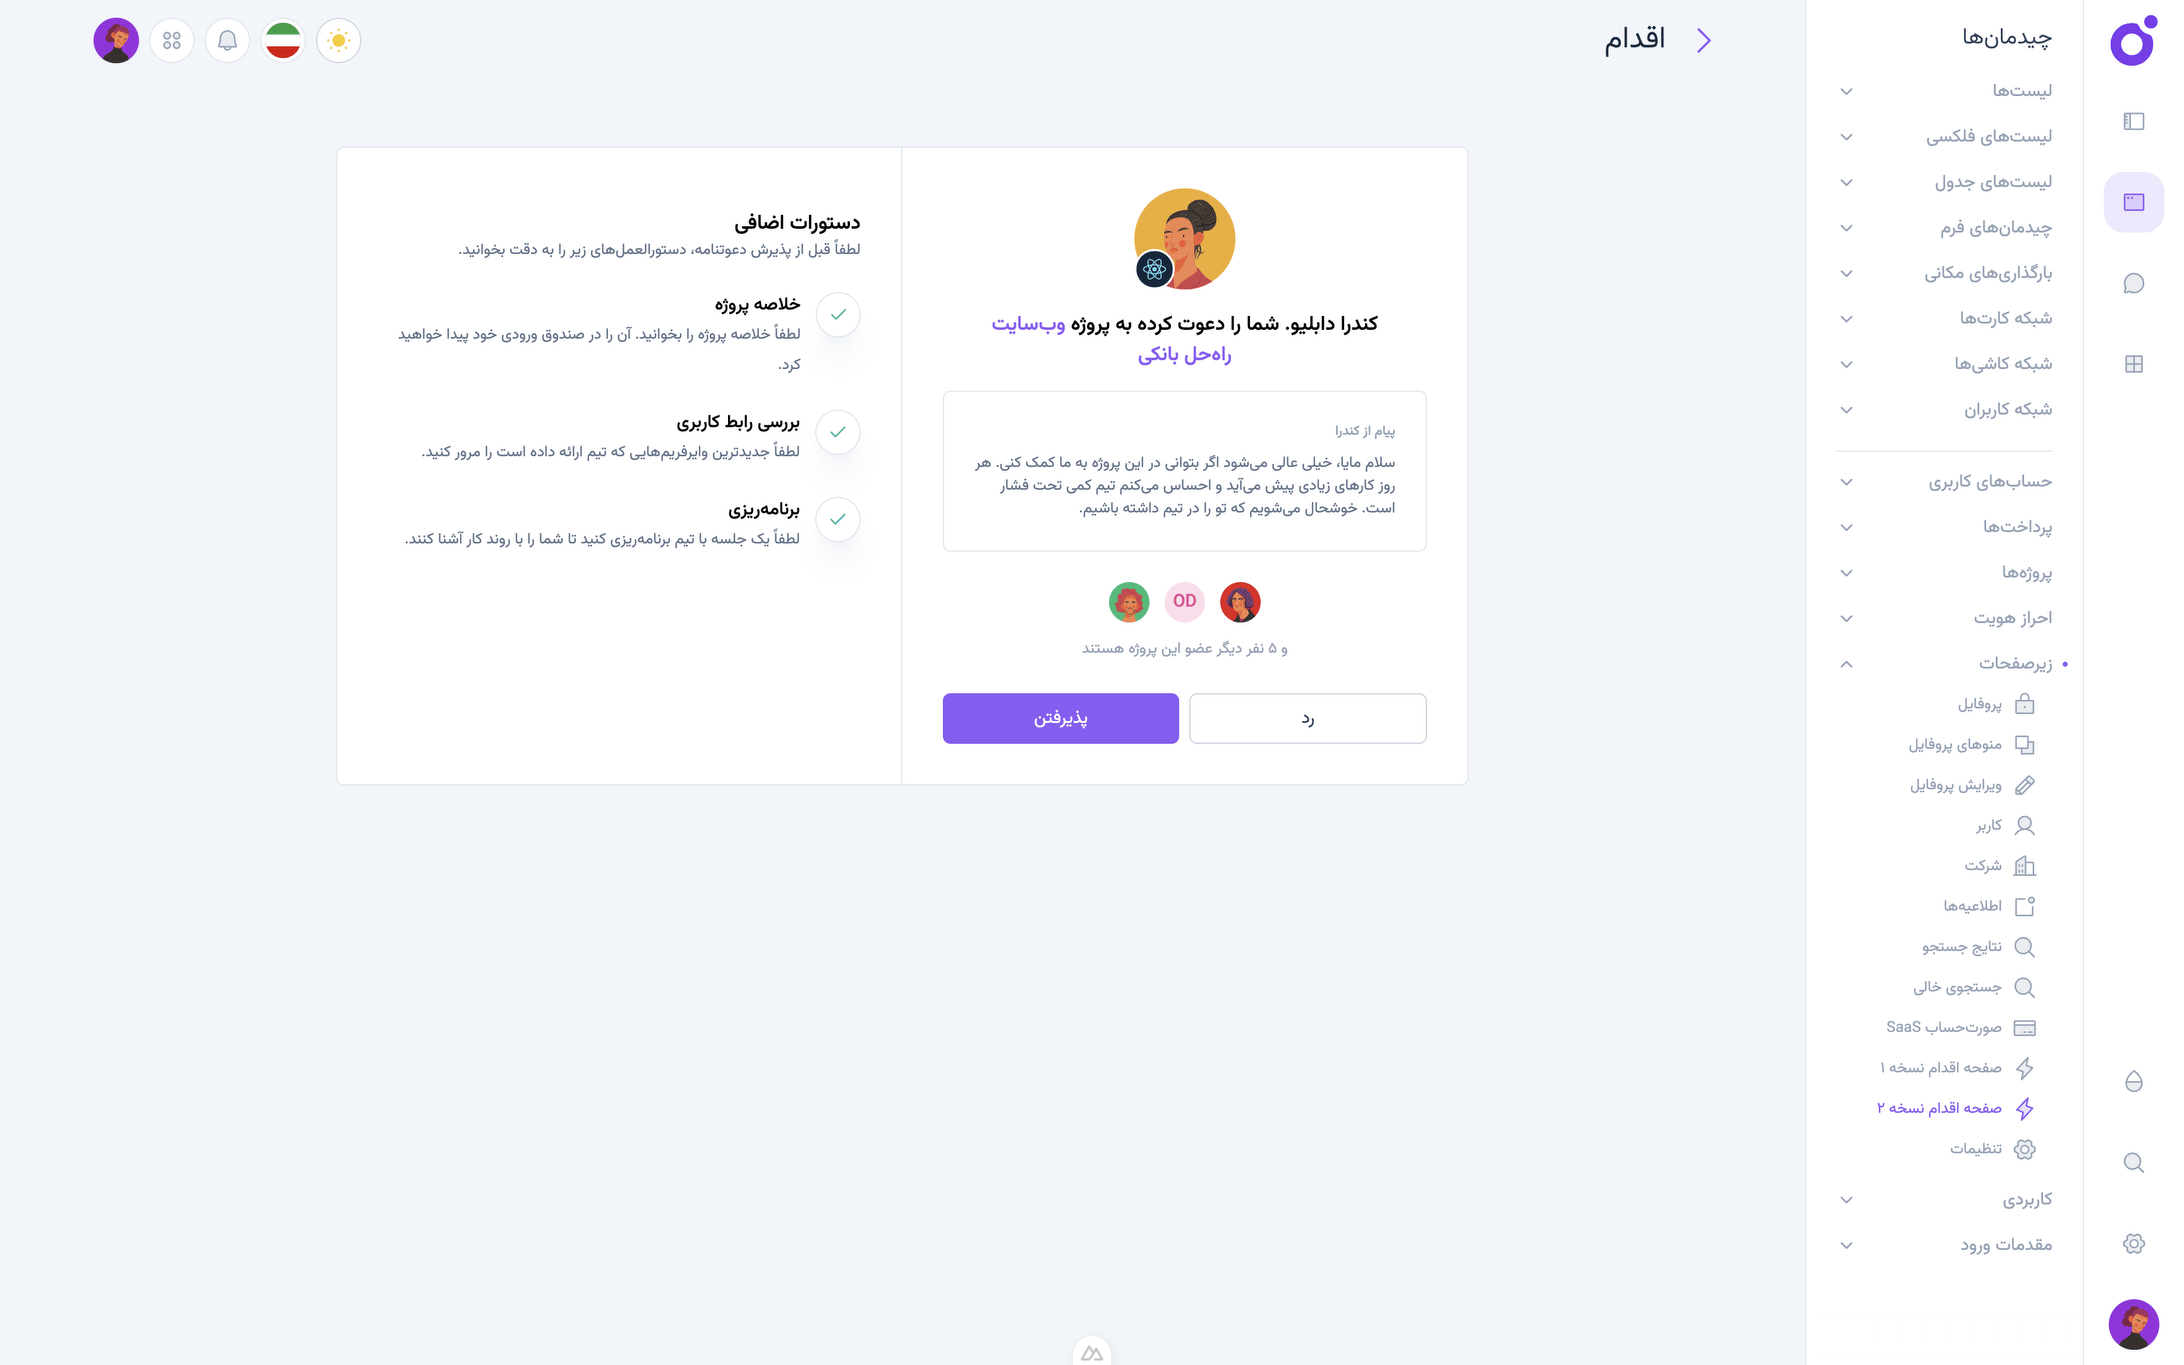 چیدمان‌ها
لیست‌ها
لیست‌های فلکسی
لیست‌های جدول
چیدمان‌های فرم
بارگذاری‌های مکانی
شبکه کارت‌ها
شبکه کاشی‌ها
شبکه کاربران
حساب‌های کاربری
پرداخت‌ها
پروژه‌ها
احراز هویت
زیرصفحات
پروفایل
منوهای پروفایل
ویرایش پروفایل
کاربر
شرکت
اطلاعیه‌ها
نتایج جستجو
جستجوی خالی
صورت‌حساب SaaS
صفحه اقدام نسخه ۱
صفحه اقدام نسخه ۲
تنظیمات
کاربردی
مقدمات ورود
اقدام
کندرا دابلیو. شما را دعوت کرده به پروژه وب‌سایت
راه‌حل بانکی
پیام از کندرا
سلام مایا، خیلی عالی می‌شود اگر بتوانی در این پروژه به ما کمک کنی. هر
روز کارهای زیادی پیش می‌آید و احساس می‌کنم تیم کمی تحت فشار
است. خوشحال می‌شویم که تو را در تیم داشته باشیم.
OD
و ۵ نفر دیگر عضو این پروژه هستند
رد
پذیرفتن
دستورات اضافی
لطفاً قبل از پذیرش دعوتنامه، دستورالعمل‌های زیر را به دقت بخوانید.
خلاصه پروژه
لطفاً خلاصه پروژه را بخوانید. آن را در صندوق ورودی خود پیدا خواهید
کرد.
بررسی رابط کاربری
لطفاً جدیدترین وایرفریم‌هایی که تیم ارائه داده است را مرور کنید.
برنامه‌ریزی
لطفاً یک جلسه با تیم برنامه‌ریزی کنید تا شما را با روند کار آشنا کنند.